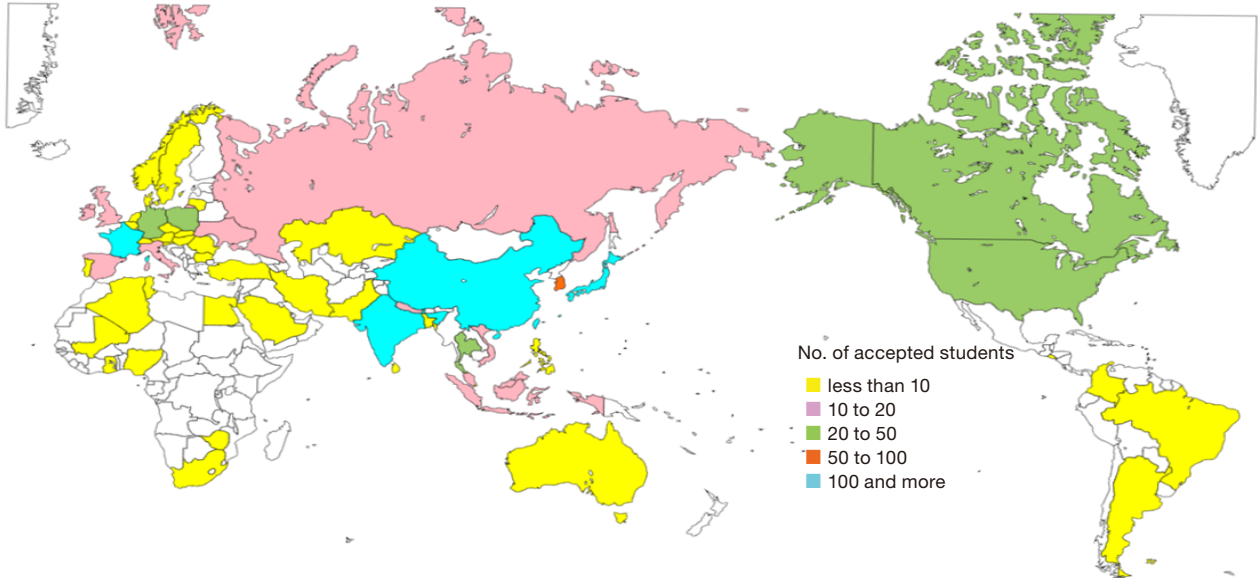 No. of accepted students
less than 10
10 to 20
20 to 50
50 to 100
100 and more